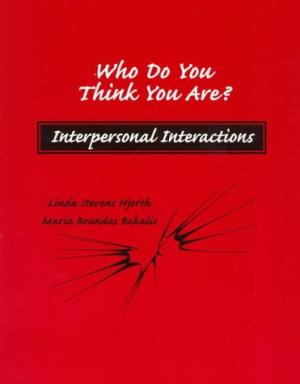 Who Do You
Think You Are?
Interpersonal Interactions
Linda Stevens Hjorth
Maria Boundas Bakalis